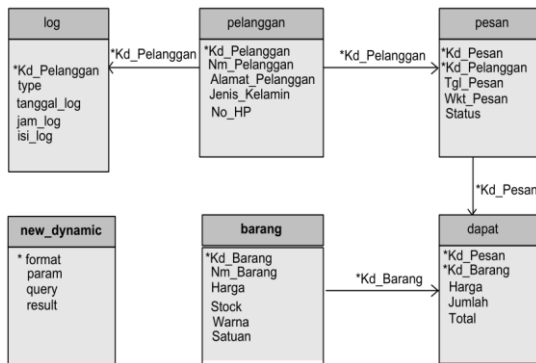 log
*Kd_Pelanggan
type
tanggal_log
jam_log
isi_log
*Kd_Pelanggan
pelanggan
*Kd_Pelanggan
Nm_Pelanggan
Alamat_Pelanggan
Jenis_Kelamin
No_HP
*Kd_Pelanggan
pesan
*Kd_Pesan
*Kd_Pelanggan
Tgl_Pesan
Wkt_Pesan
Status
*Kd_Pesan
new_dynamic
* format
param
query
result
barang
*Kd_Barang
Nm_Barang
Harga
Stock
Warna
Satuan
*Kd_Barang
dapat
*Kd_Pesan
*Kd_Barang
Harga
Jumlah
Total